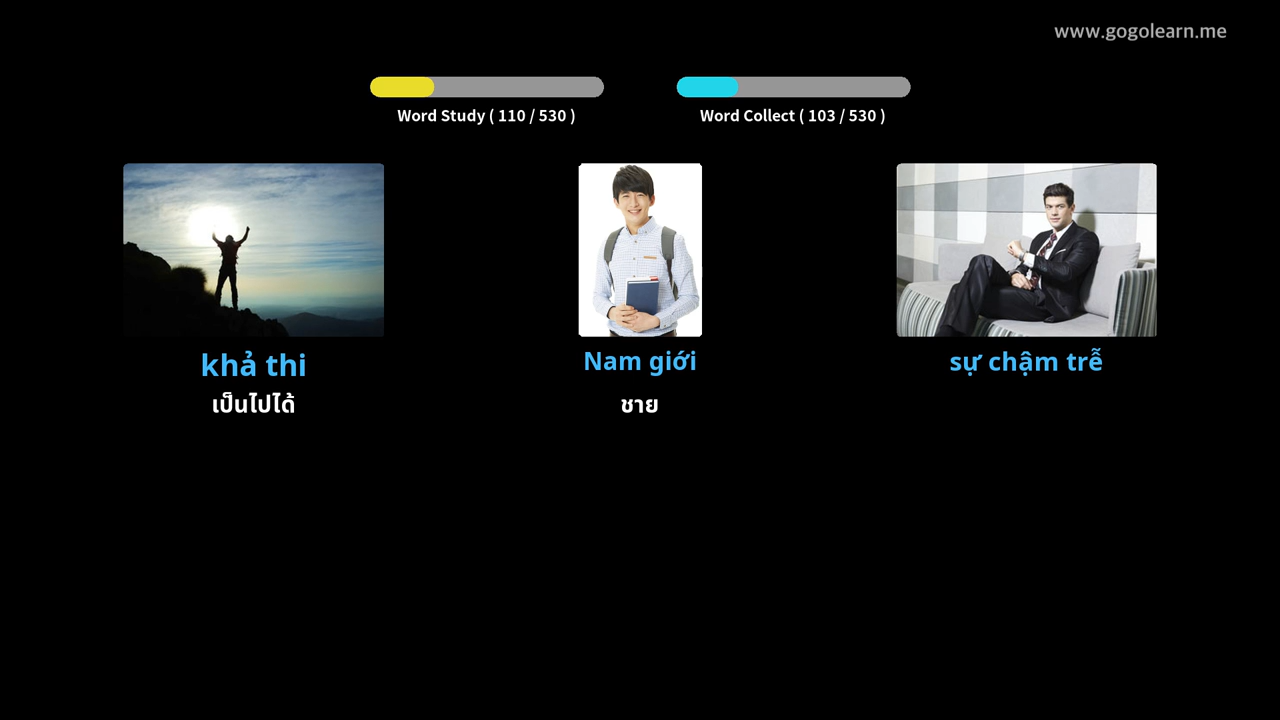 www.gogolearn.me
Word Study ( 110 / 530 )
Word Collect ( 103 / 530 )
khả thi
Nam giới
sự chậm trễ
เป็นไปได้
ชาย